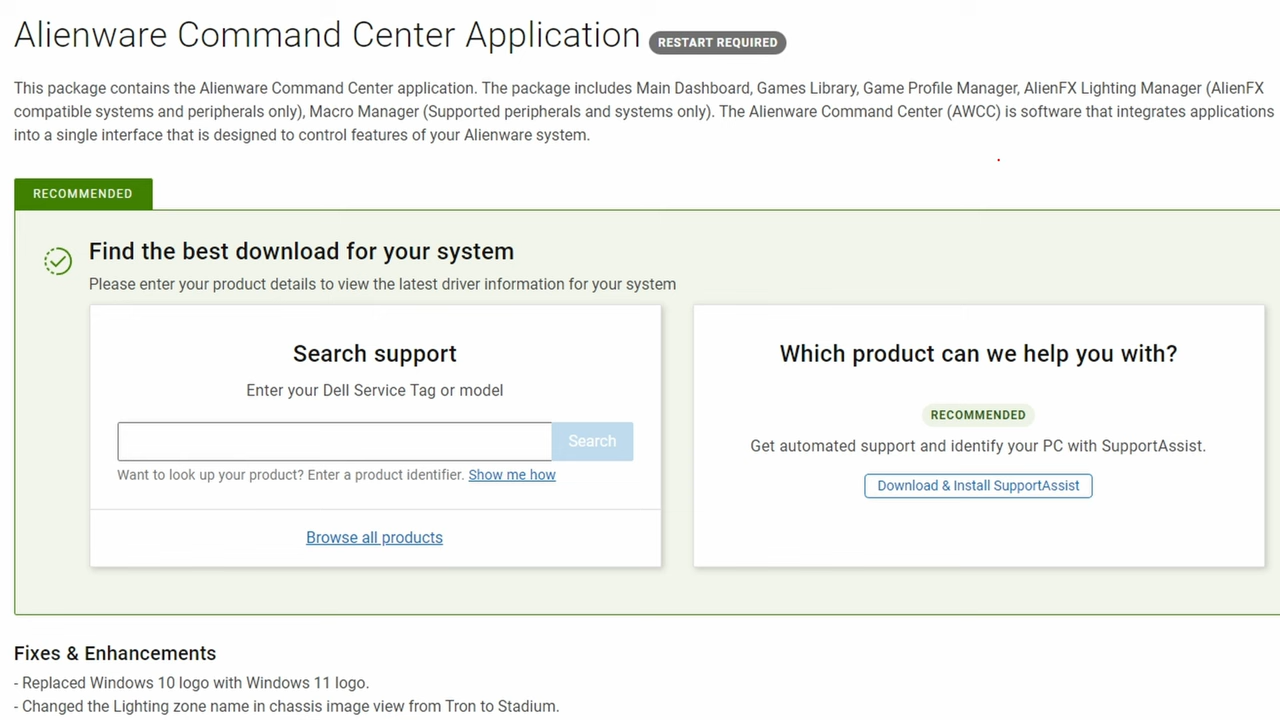 Alienware Command Center Application RESTART REQUIRED
This package contains the Alienware Command Center application. The package includes Main Dashboard, Games Library, Game Profile Manager, AlienFX Lighting Manager (AlienFX
compatible systems and peripherals only), Macro Manager (Supported peripherals and systems only). The Alienware Command Center (AWCC) is software that integrates applications
into a single interface that is designed to control features of your Alienware system.
RECOMMENDED
Find the best download for your system
Please enter your product details to view the latest driver information for your system
Search support
Enter your Dell Service Tag or model
Search
Want to look up your product? Enter a product identifier. Show me how
Browse all products
Which product can we help you with?
RECOMMENDED
Get automated support and identify your PC with SupportAssist.
Download & Install SupportAssist
Fixes & Enhancements
- Replaced Windows 10 logo with Windows 11 logo.
- Changed the Lighting zone name in chassis image view from Tron to Stadium.